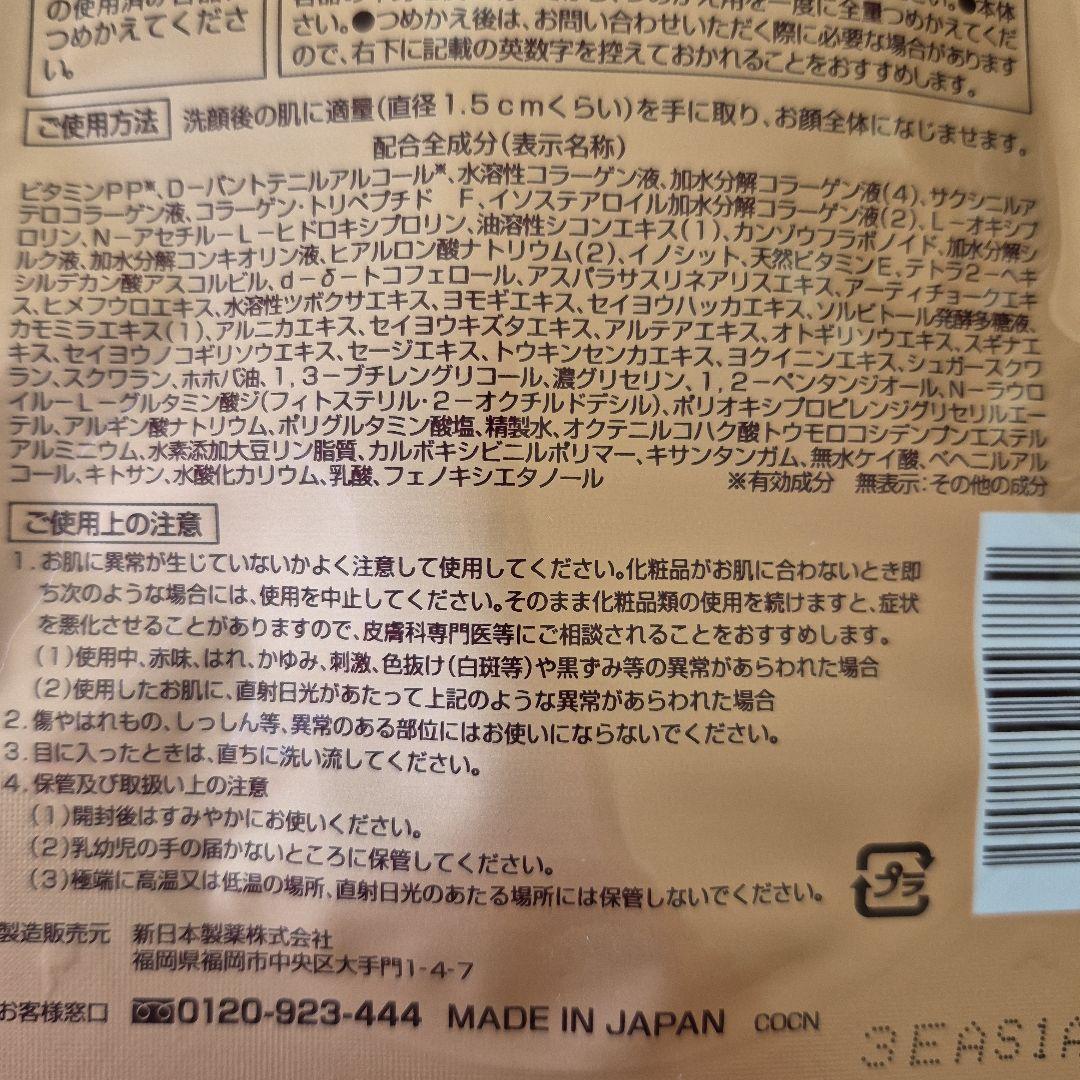 の使用済み容器に
つめかえてくださ
い。
容器の
つめかえ用を一度に全量つめかえてくだ
さい。●つめかえ後は、お問い合わせいただく際に必要な場合があります
ので、右下に記載の英数字を控えておかれることをおすすめします。
●本体
ご使用方法 洗顔後の肌に適量(直径1.5cmくらい)を手に取り、お顔全体になじませます。
配合全成分(表示名称)
ビタミンPP※、D-パントテニルアルコール※、水溶性コラーゲン液、加水分解コラーゲン液(4)、サクシニルア
テロコラーゲン液、コラーゲン・トリペプチド F、イソステアロイル加水分解コラーゲン液(2)、L-オキシプ
ロリン、N-アセチル-L-ヒドロキシプロリン、油溶性シコンエキス(1)、カンゾウフラボノイド、加水分解シ
ルク液、加水分解コンキオリン液、ヒアルロン酸ナトリウム(2)、イノシット、天然ビタミンE、テトラ2-ヘキ
シルデカン酸アスコルビル、d-δ-トコフェロール、アスパラサスリネアリスエキス、アーティチョークエキ
ス、ヒメフウロエキス、水溶性ツボクサエキス、ヨモギエキス、セイヨウハッカエキス、ソルビトール発酵多糖液、
カモミラエキス(1)、アルニカエキス、セイヨウキズタエキス、アルテアエキス、オトギリソウエキス、スギナエ
キス、セイヨウノコギリソウエキス、セージエキス、トウキンセンカエキス、ヨクイニンエキス、シュガースクワ
ラン、スクワラン、ホホバ油、1,3-ブチレングリコール、濃グリセリン、1,2-ペンタンジオール、N-ラウロ
イル-L-グルタミン酸ジ(フィトステリル・2-オクチルドデシル)、ポリオキシプロピレンジグリセリルエー
テル、アルギン酸ナトリウム、ポリグルタミン酸塩、精製水、オクテニルコハク酸トウモロコシデンプンエステル
アルミニウム、水素添加大豆リン脂質、カルボキシビニルポリマー、キサンタンガム、無水ケイ酸、ベヘニルアル
コール、キトサン、水酸化カリウム、乳酸、フェノキシエタノール ※有効成分 無表示:その他の成分
ご使用上の注意
1.お肌に異常が生じていないかよく注意して使用してください。化粧品がお肌に合わないとき即
ち次のような場合には、使用を中止してください。そのまま化粧品類の使用を続けますと、症状
を悪化させることがありますので、皮膚科専門医等にご相談されることをおすすめします。
(1)使用中、赤味、はれ、かゆみ、刺激、色抜け(白斑等)や黒ずみ等の異常があらわれた場合
(2)使用したお肌に、直射日光があたって上記のような異常があらわれた場合
2.傷やはれもの、しっしん等、異常のある部位にはお使いにならないでください。
3.目に入ったときは、直ちに洗い流してください。
4.保管及び取扱い上の注意
(1)開封後はすみやかにお使いください。
(2)乳幼児の手の届かないところに保管してください。
(3)極端に高温又は低温の場所、直射日光のあたる場所には保管しないでください。
プラ
製造販売元 新日本製薬株式会社
福岡県福岡市中央区大手門1-4-7
お客様窓口 0120-923-444 MADE IN JAPAN COCN
3EAS1A